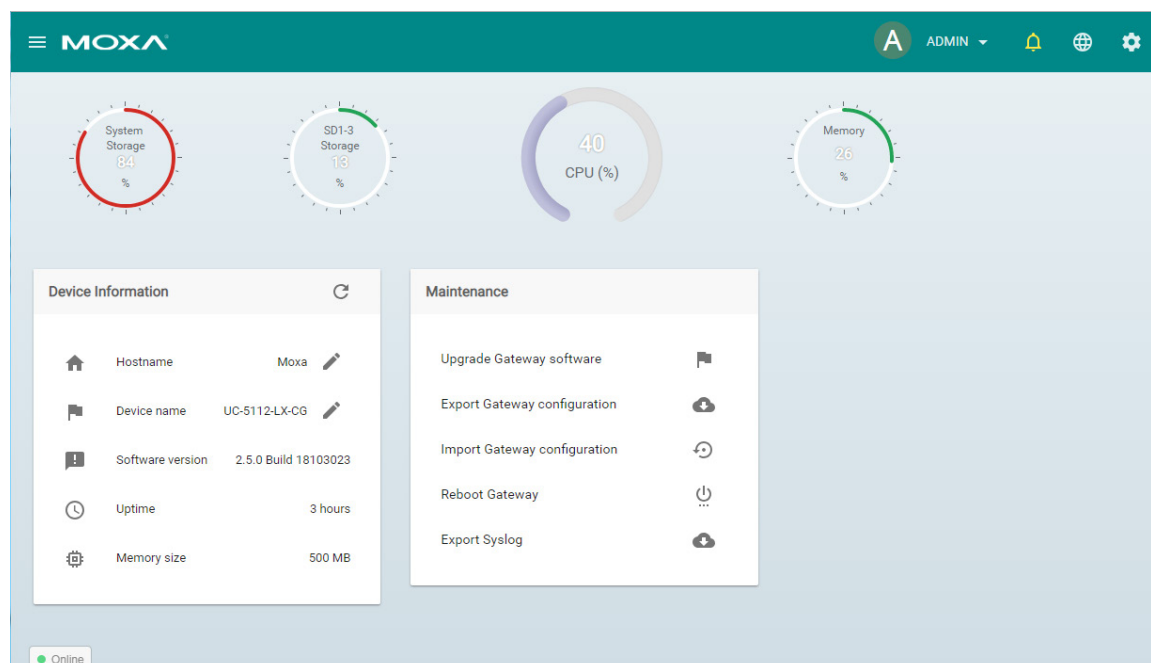 MOXA
A ADMIN
System
Storage
84
%
SD1-3
Storage
13
%
40
CPU (%)
Memory
26
%
Device Information
Hostname Moxa
Device name UC-5112-LX-CG
Software version 2.5.0 Build 18103023
Uptime 3 hours
Memory size 500 MB
Maintenance
Upgrade Gateway software
Export Gateway configuration
Import Gateway configuration
Reboot Gateway
Export Syslog
Online